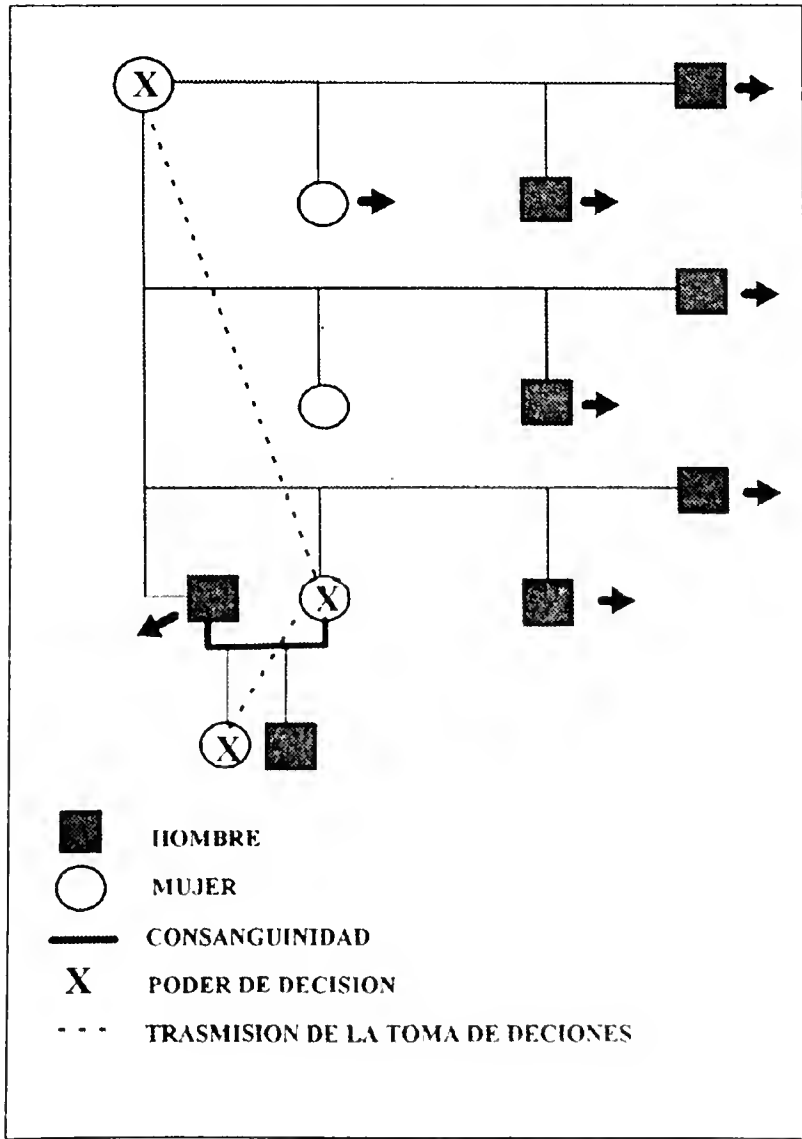 X
X
X
HOMBRE
MUJER
CONSANGUINIDAD
X PODER DE DECISION
TRASMISION DE LA TOMA DE DECIONES